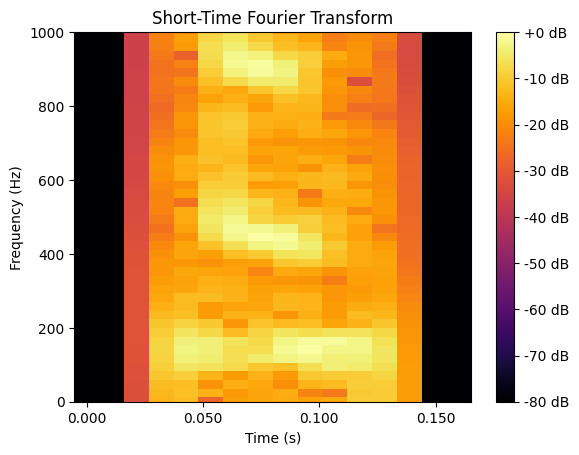 Short-Time Fourier Transform
1000
800
600
400
200
0
Frequency (Hz)
0.000
0.050
0.100
0.150
Time (s)
+0 dB
-10 dB
-20 dB
-30 dB
-40 dB
-50 dB
-60 dB
-70 dB
-80 dB